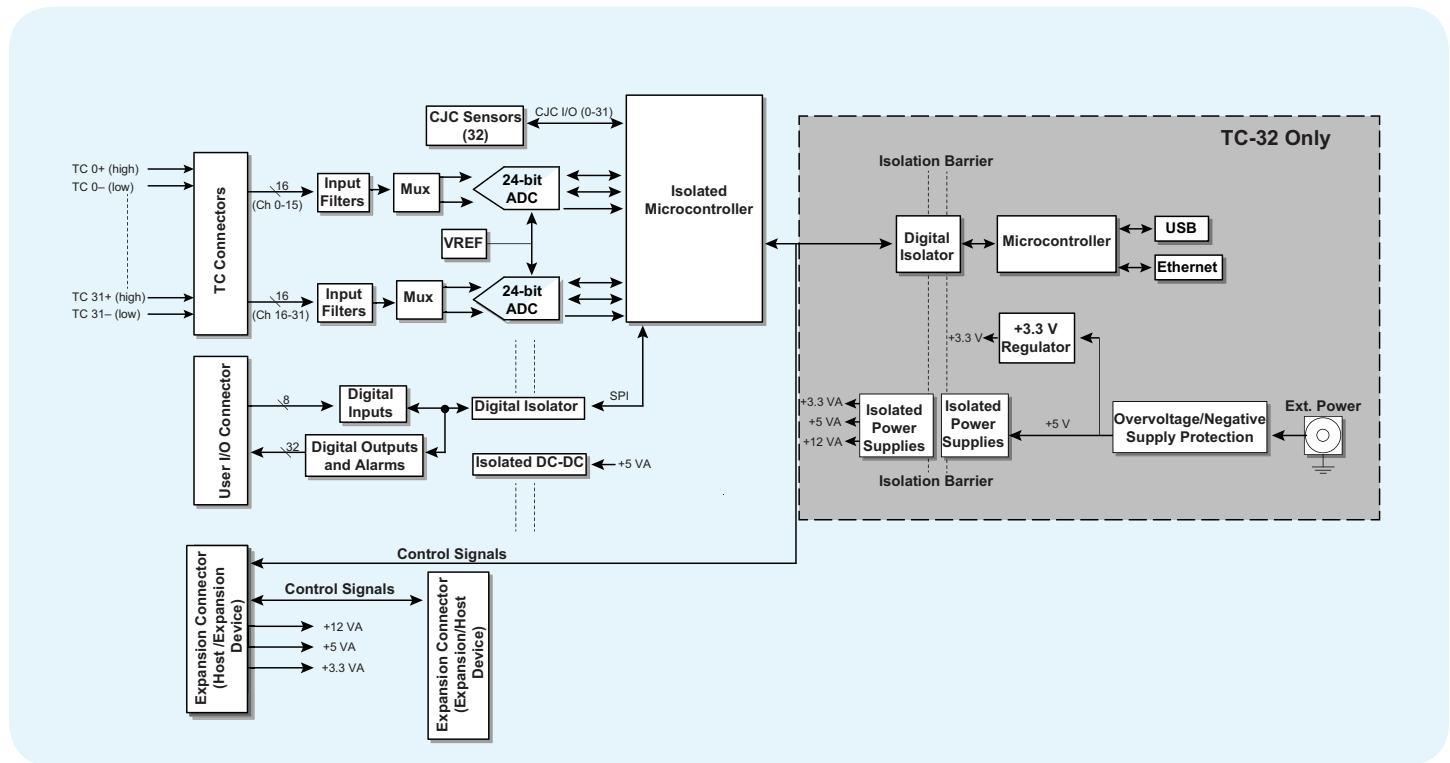 TC-32 Only
CJC Sensors
(32)
CJC I/O (0-31)
Isolated
Microcontroller
TC 0+ (high)
TC 0– (low)
TC 31+ (high)
TC 31– (low)
TC Connectors
16
(Ch 0-15)
Input
Filters
Mux
24-bit
ADC
VREF
16
(Ch 16-31)
Input
Filters
Mux
24-bit
ADC
Isolation Barrier
Digital
Isolator
Microcontroller
USB
Ethernet
+3.3 V
+3.3 V
Regulator
User I/O Connector
8
Digital
Inputs
32
Digital Outputs
and Alarms
Digital Isolator
SPI
Isolated DC-DC
+5 VA
+3.3 VA
+5 VA
+12 VA
Isolated
Power
Supplies
Isolated
Power
Supplies
+5 V
Overvoltage/Negative
Supply Protection
Ext. Power
Isolation Barrier
Expansion Connector
(Host /Expansion
Device)
Control Signals
Control Signals
+12 VA
+5 VA
+3.3 VA
Expansion Connector
(Expansion/Host
Device)